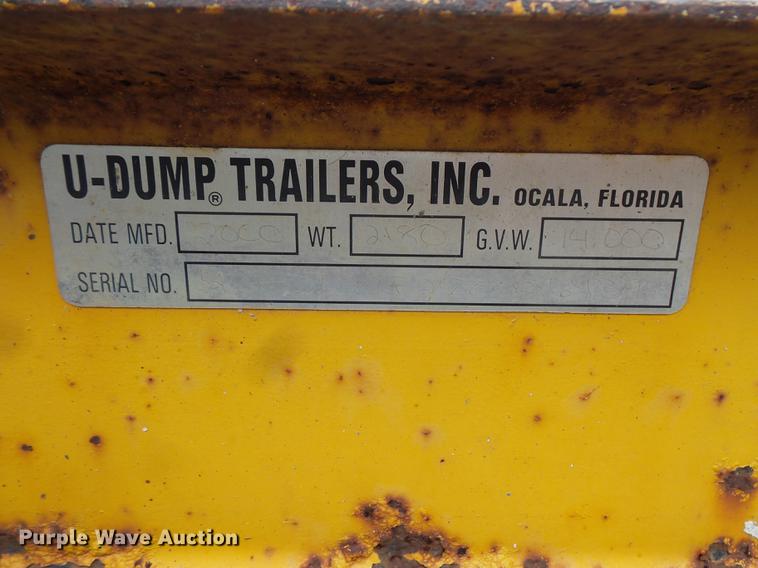 U-DUMP® TRAILERS, INC. OCALA, FLORIDA
DATE MFD. 2000 WT. 2180 G.V.W. 14,000
SERIAL NO.
Purple Wave Auction